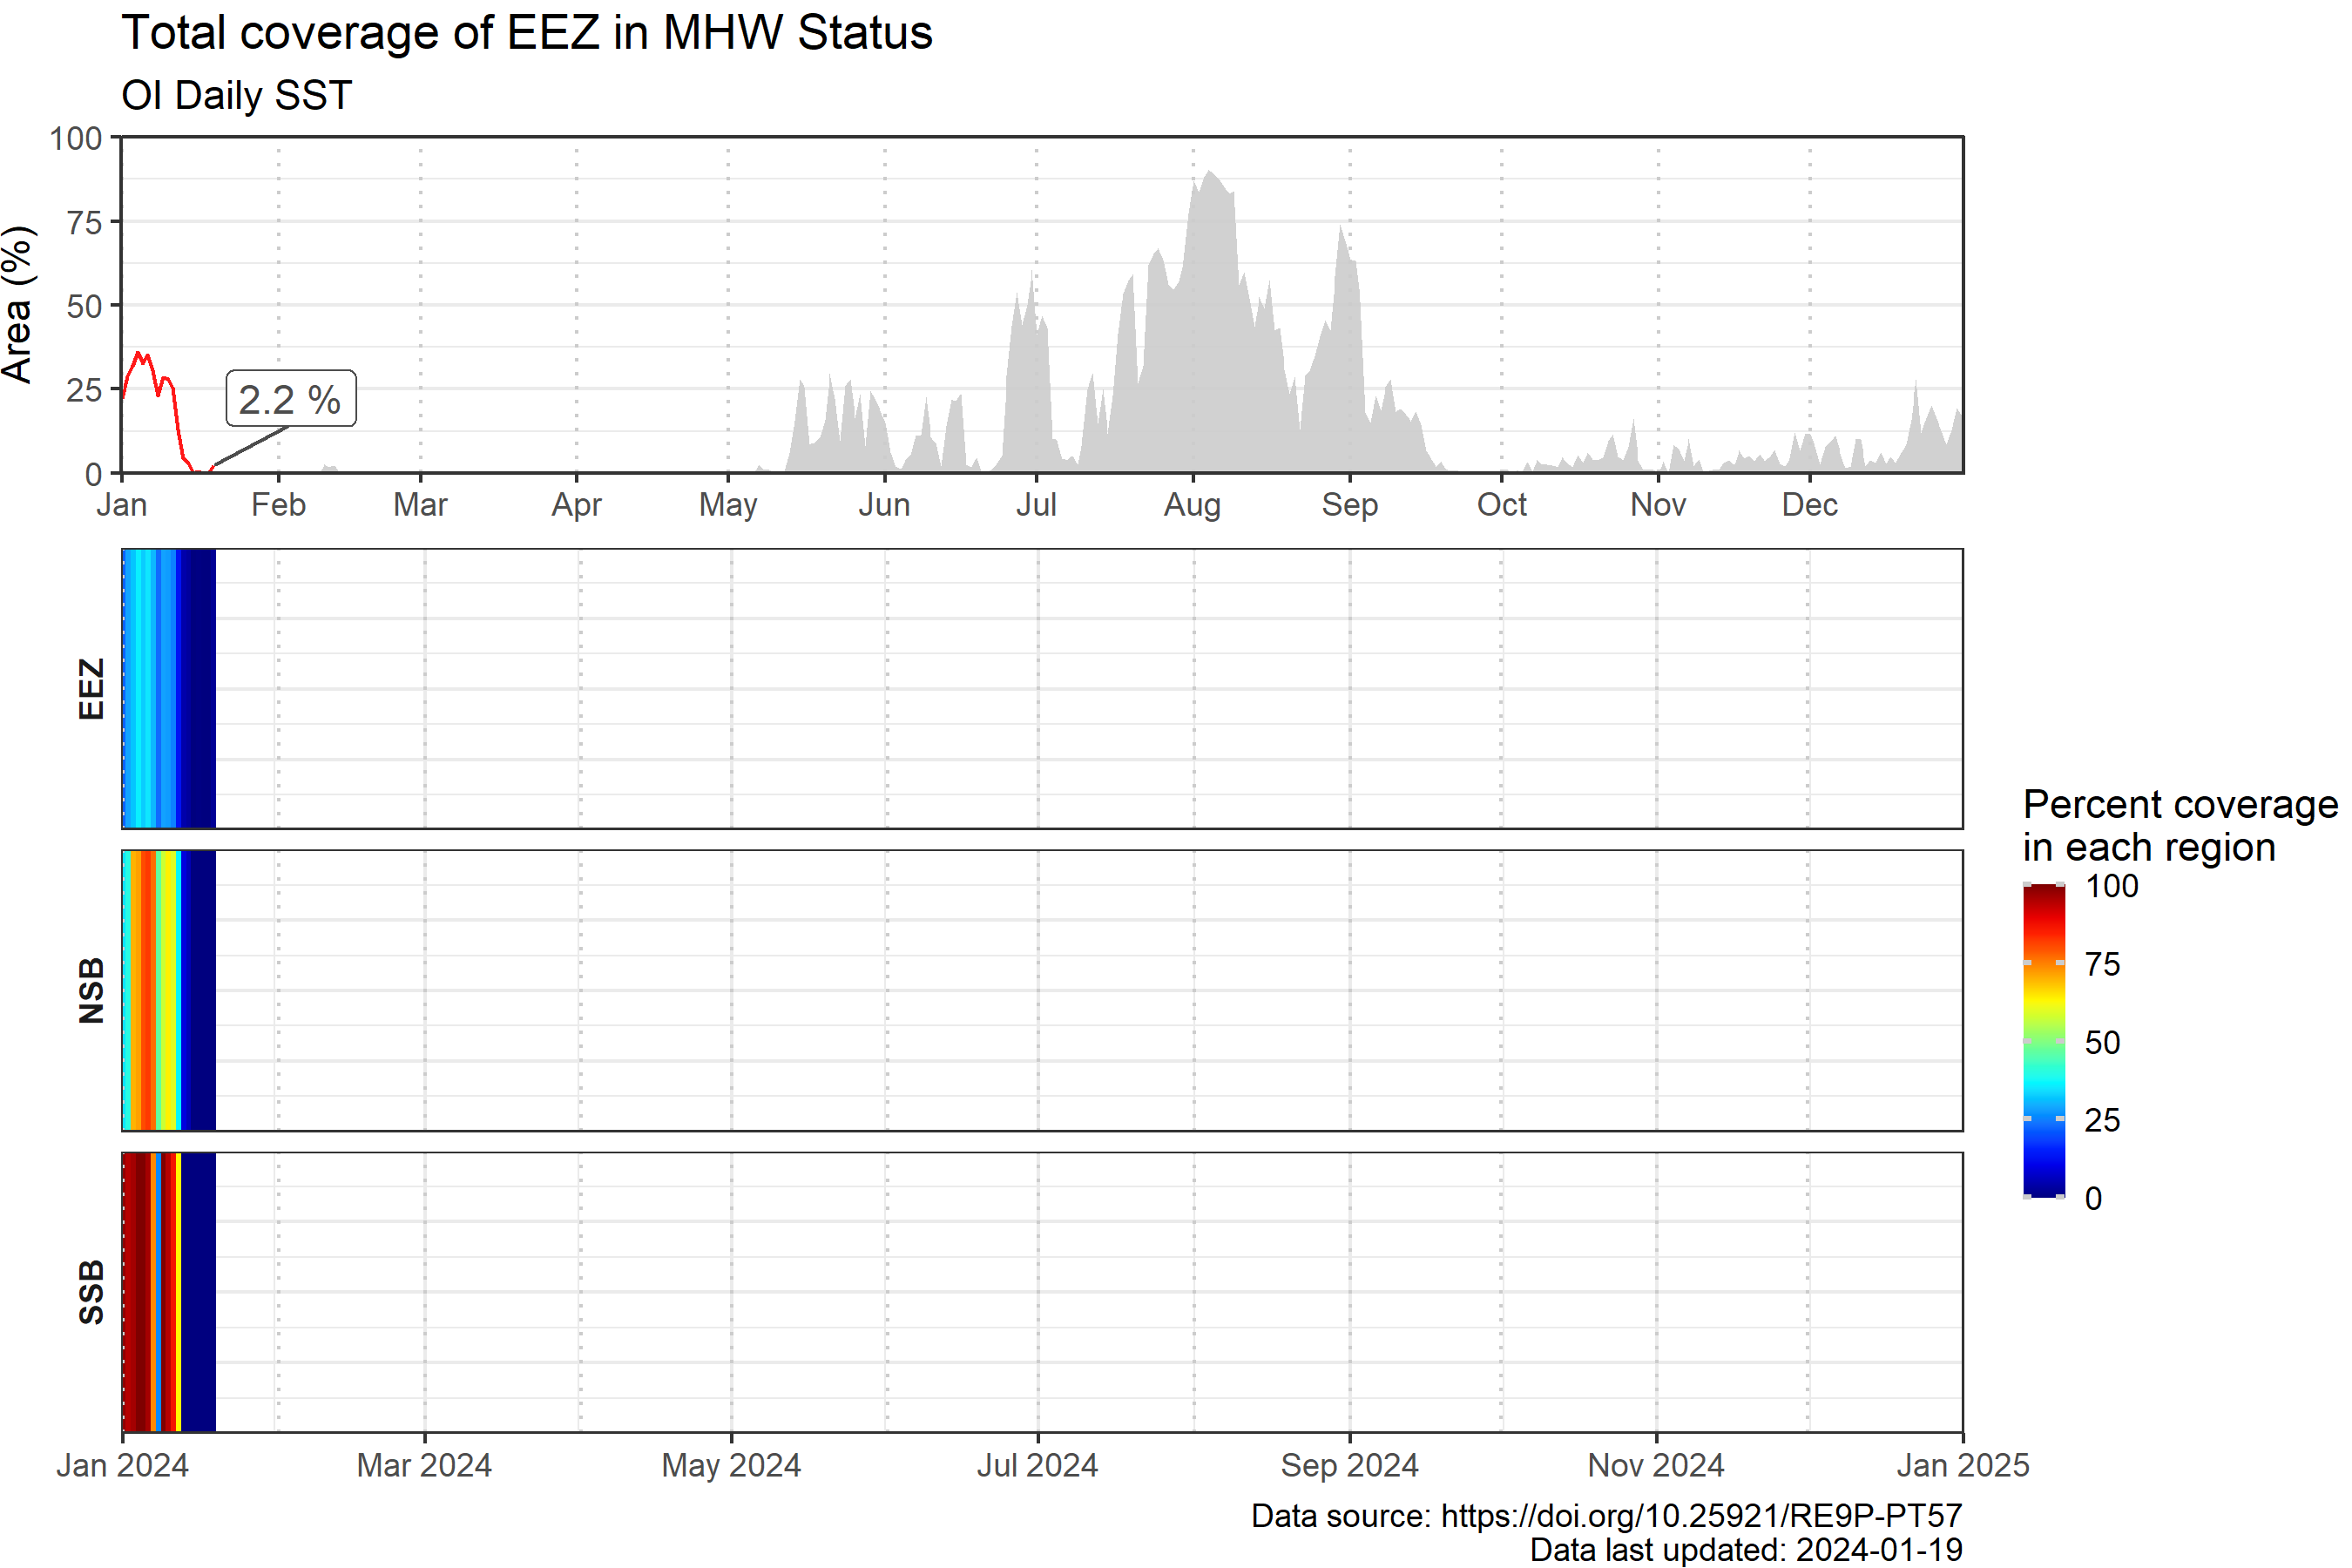 Total coverage of EEZ in MHW Status
OI Daily SST
Area (%)
100
75
50
25
0
2.2 %
Jan Feb Mar Apr May Jun Jul Aug Sep Oct Nov Dec
EEZ
NSB
SSB
Percent coverage
in each region
100
75
50
25
0
Jan 2024 Mar 2024 May 2024 Jul 2024 Sep 2024 Nov 2024 Jan 2025
Data source: https://doi.org/10.25921/RE9P-PT57
Data last updated: 2024-01-19